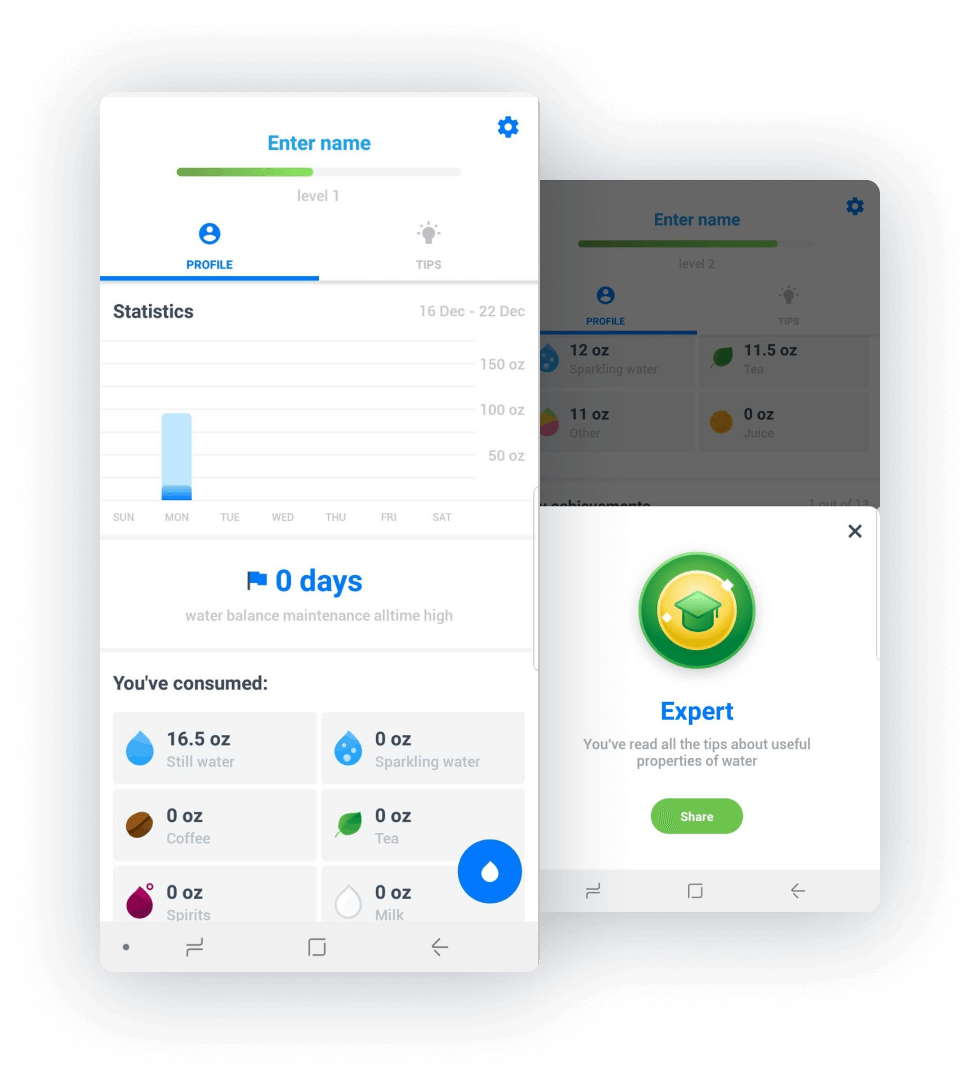 Enter name
level 1
PROFILE
TIPS
Statistics
16 Dec - 22 Dec
150 oz
100 oz
50 oz
SUN MON TUE WED THU FRI SAT
0 days
water balance maintenance alltime high
You've consumed:
16.5 oz
Still water
0 oz
Sparkling water
0 oz
Coffee
0 oz
Tea
0 oz
Spirits
0 oz
Milk
Enter name
level 2
PROFILE
TIPS
12 oz
Sparkling water
11.5 oz
Tea
11 oz
Other
0 oz
Juice
achievements
1 out of 13
Expert
You've read all the tips about useful
properties of water
Share